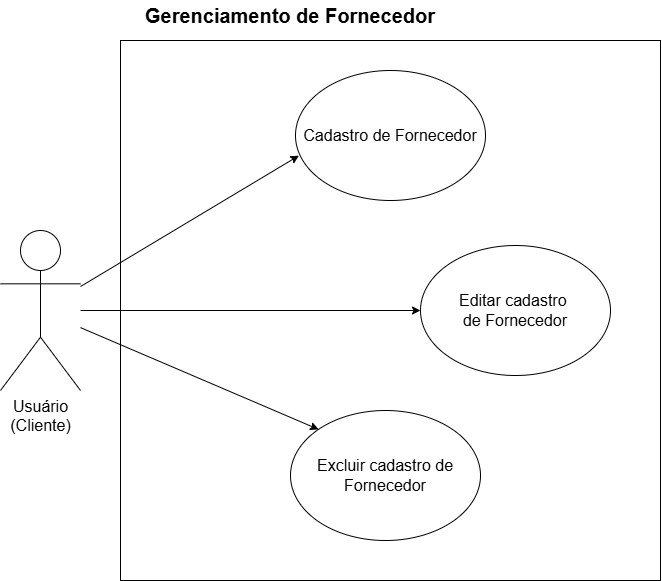 Gerenciamento de Fornecedor
Cadastro de Fornecedor
Editar cadastro
de Fornecedor
Usuário
(Cliente)
Excluir cadastro de
Fornecedor